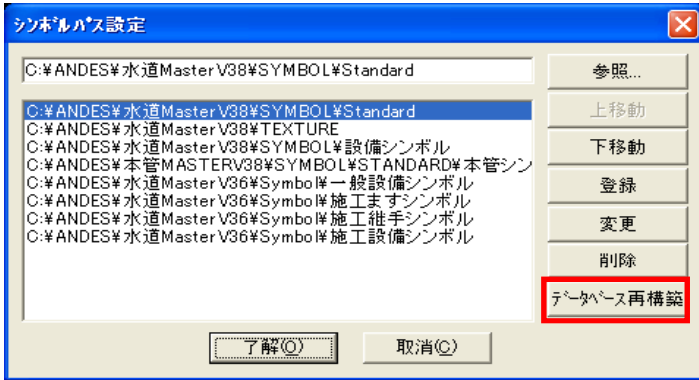 シンボルパス設定
C:¥ANDES¥水道MasterV38¥SYMBOL¥Standard
参照...
C:¥ANDES¥水道MasterV38¥SYMBOL¥Standard
C:¥ANDES¥水道MasterV38¥TEXTURE
C:¥ANDES¥水道MasterV38¥SYMBOL¥設備シンボル
C:¥ANDES¥本管MASTERV38¥SYMBOL¥STANDARD¥本管シン
C:¥ANDES¥水道MasterV36¥Symbol¥一般設備シンボル
C:¥ANDES¥水道MasterV36¥Symbol¥施工ますシンボル
C:¥ANDES¥水道MasterV36¥Symbol¥施工継手シンボル
C:¥ANDES¥水道MasterV36¥Symbol¥施工設備シンボル
上移動
下移動
登録
変更
削除
データベース再構築
了解(O)
取消(C)